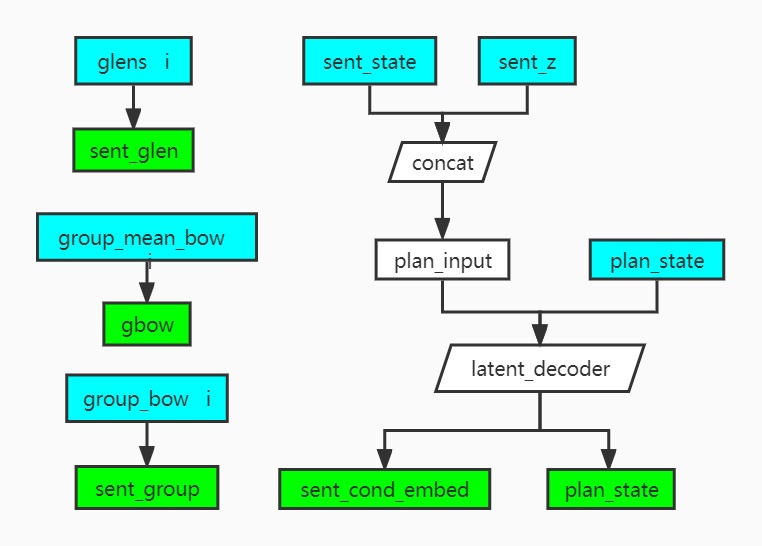 glens i
sent_glen
group_mean_bow
i
gbow
group_bow i
sent_group
sent_state
sent_z
concat
plan_input
plan_state
latent_decoder
sent_cond_embed
plan_state